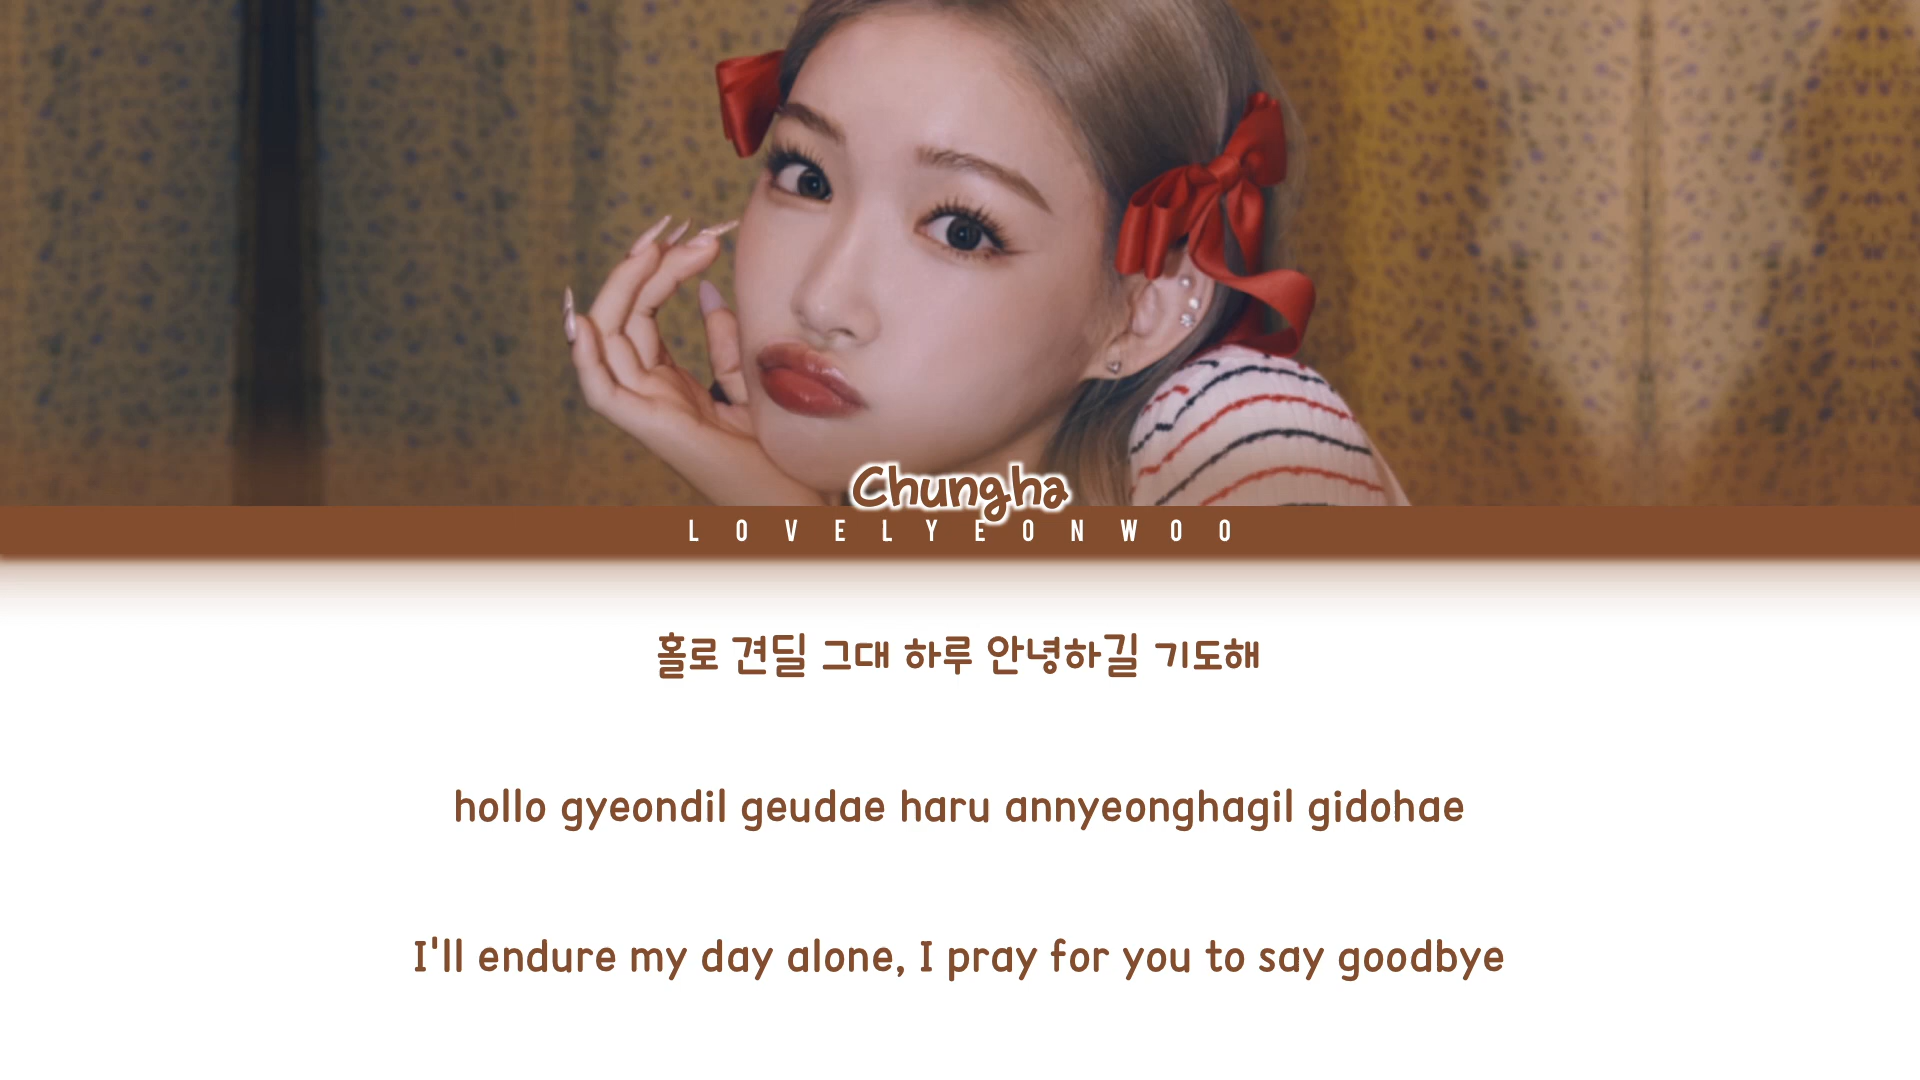 Chungha
LOVELYEONWOO
홀로 견딜 그대 하루 안녕하길 기도해
hollo gyeondil geudae haru annyeonghagil gidohae
I'll endure my day alone, I pray for you to say goodbye